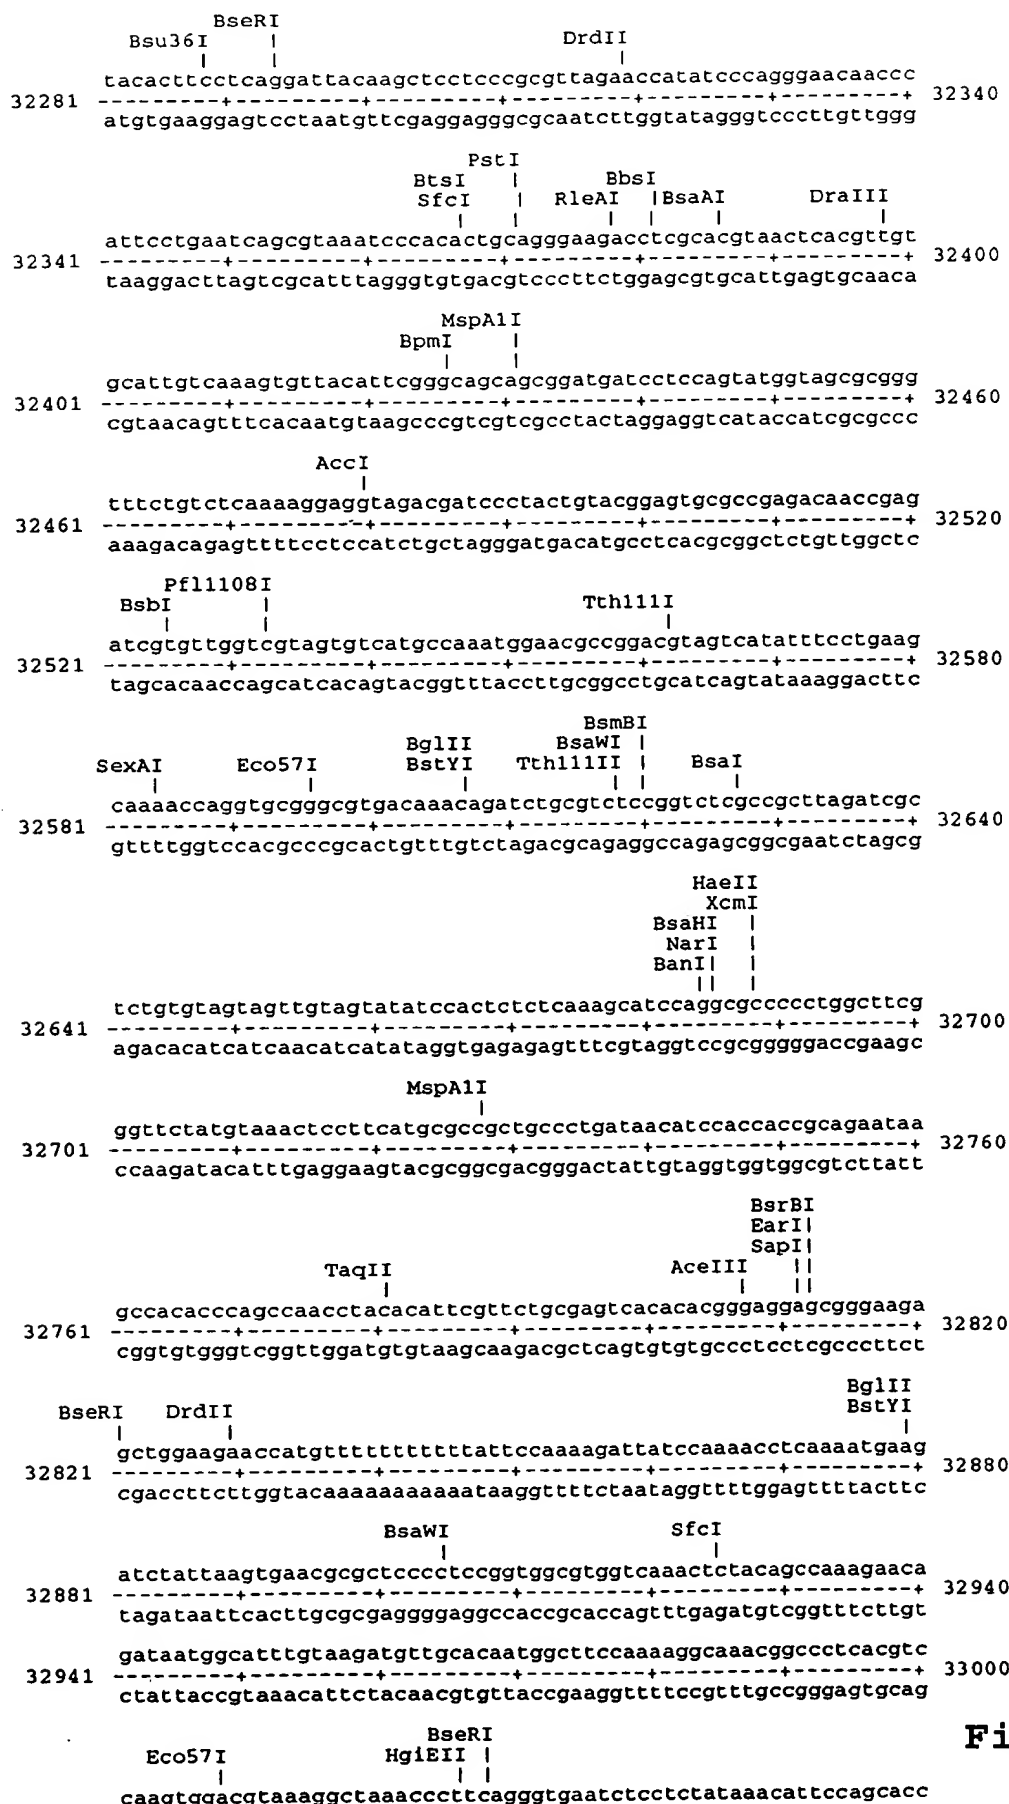 BseRI
Bsu36I
DrdII
tacacttcctcaggattacaagctcctcccgcgttagaaccatatcccagggaacaaccc
32281 ---------+---------+---------+---------+---------+---------+ 32340
atgtgaaggagtcctaatgttcgaggagggcgcaatcttggtatagggtcccttgttggg
PstI
BtsI BbsI
SfcI RleAI BsaAI DraIII
attcctgaatcagcgtaaatcccacactgcagggaagacctcgcacgtaactcacgttgt
32341 ---------+---------+---------+---------+---------+---------+ 32400
taaggacttagtcgcatttagggtgtgacgtcccttctggagcgtgcattgagtgcaaca
MspA1I
BpmI
gcattgtcaaagtgttacattcgggcagcagcggatgatcctccagtatggtagcgcggg
32401 ---------+---------+---------+---------+---------+---------+ 32460
cgtaacagtttcacaatgtaagcccgtcgtcgcctactaggaggtcataccatcgcgccc
AccI
tttctgtctcaaaaggaggtagacgatccctactgtacggagtgcgccgagacaaccgag
32461 ---------+---------+---------+---------+---------+---------+ 32520
aaagacagagttttcctccatctgctagggatgacatgcctcacgcggctctgttggctc
Pfl1108I
BsbI Tth111I
atcgtgttggtcgtagtgtcatgccaaatggaacgccggacgtagtcatatttcctgaag
32521 ---------+---------+---------+---------+---------+---------+ 32580
tagcacaaccagcatcacagtacggtttaccttgcggcctgcatcagtataaaggacttc
BsmBI
BglII BsaWI
SexAI Eco57I BstYI Tth111II BsaI
caaaaccaggtgcgggcgtgacaaacagatctgcgtctccggtctcgccgcttagatcgc
32581 ---------+---------+---------+---------+---------+---------+ 32640
gttttggtccacgcccgcactgtttgtctagacgcagaggccagagcggcgaatctagcg
HaeII
XcmI
BsaHI
NarI
BanI
tctgtgtagtagttgtagtatatccactctctcaaagcatccaggcgccccctggcttcg
32641 ---------+---------+---------+---------+---------+---------+ 32700
agacacatcatcaacatcatataggtgagagagtttcgtaggtccgcgggggaccgaagc
MspA1I
ggttctatgtaaactccttcatgcgccgctgccctgataacatccaccaccgcagaataa
32701 ---------+---------+---------+---------+---------+---------+ 32760
ccaagatacatttgaggaagtacgcggcgacgggactattgtaggtggtggcgtcttatt
BsrBI
EarI
SapI
TaqII AceIII
gccacacccagccaacctacacattcgttctgcgagtcacacacgggaggagcgggaaga
32761 ---------+---------+---------+---------+---------+---------+ 32820
cggtgtgggtcggttggatgtgtaagcaagacgctcagtgtgtgccctcctcgcccttct
BglII
BseRI DrdII BstYI
gctggaagaaccatgtttttttttttattccaaaagattatccaaaacctcaaaatgaag
32821 ---------+---------+---------+---------+---------+---------+ 32880
cgaccttcttggtacaaaaaaaaaaataaggttttctaataggttttggagttttacttc
BsaWI SfcI
atctattaagtgaacgcgctcccctccggtggcgtggtcaaactctacagccaaagaaca
32881 ---------+---------+---------+---------+---------+---------+ 32940
tagataattcacttgcgcgaggggaggccaccgcaccagtttgagatgtcggtttcttgt
gataatggcatttgtaagatgttgcacaatggcttccaaaaggcaaacggccctcacgtc
32941 ---------+---------+---------+---------+---------+---------+ 33000
ctattaccgtaaacattctacaacgtgttaccgaaggttttccgtttgccgggagtgcag
Fi
BseRI
Eco57I HgiEII
caagtggacgtaaaggctaaacccttcagggtgaatctcctctataaacattccagcacc